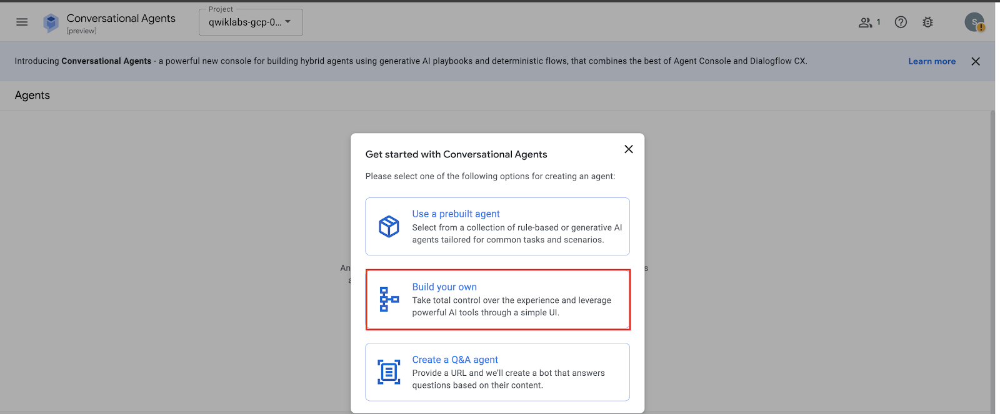 Conversational Agents
[preview]
Project
qwiklabs-gcp-0...
1
S
Introducing Conversational Agents - a powerful new console for building hybrid agents using generative AI playbooks and deterministic flows, that combines the best of Agent Console and Dialogflow CX.
Learn more
Agents
Get started with Conversational Agents
Please select one of the following options for creating an agent:
Use a prebuilt agent
Select from a collection of rule-based or generative AI
agents tailored for common tasks and scenarios.
An
s
Build your own
Take total control over the experience and leverage
powerful AI tools through a simple UI.
Create a Q&A agent
Provide a URL and we'll create a bot that answers
questions based on their content.